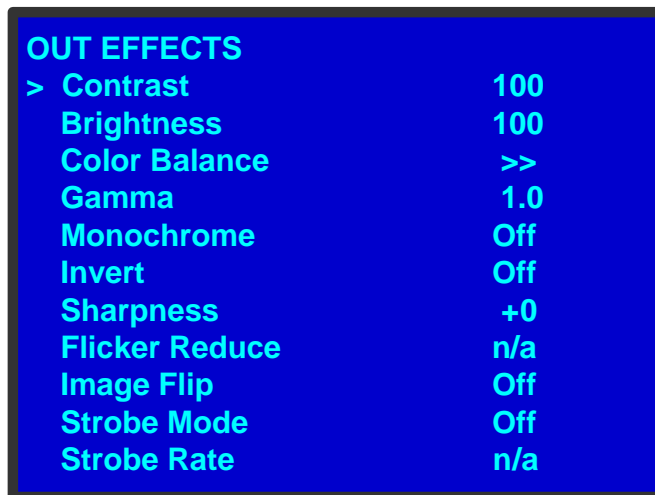 OUT EFFECTS
> Contrast 100
Brightness 100
Color Balance >>
Gamma 1.0
Monochrome Off
Invert Off
Sharpness +0
Flicker Reduce n/a
Image Flip Off
Strobe Mode Off
Strobe Rate n/a